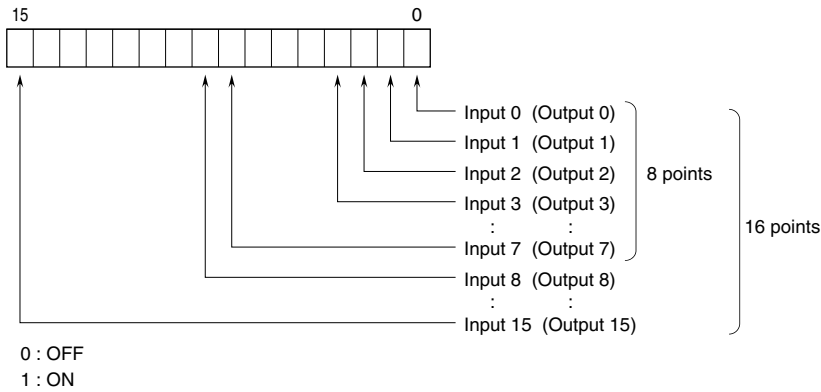 15 0
Input 0 (Output 0)
Input 1 (Output 1)
Input 2 (Output 2)
8 points
Input 3 (Output 3)
: :
16 points
Input 7 (Output 7)
Input 8 (Output 8)
: :
Input 15 (Output 15)
0 : OFF
1 : ON